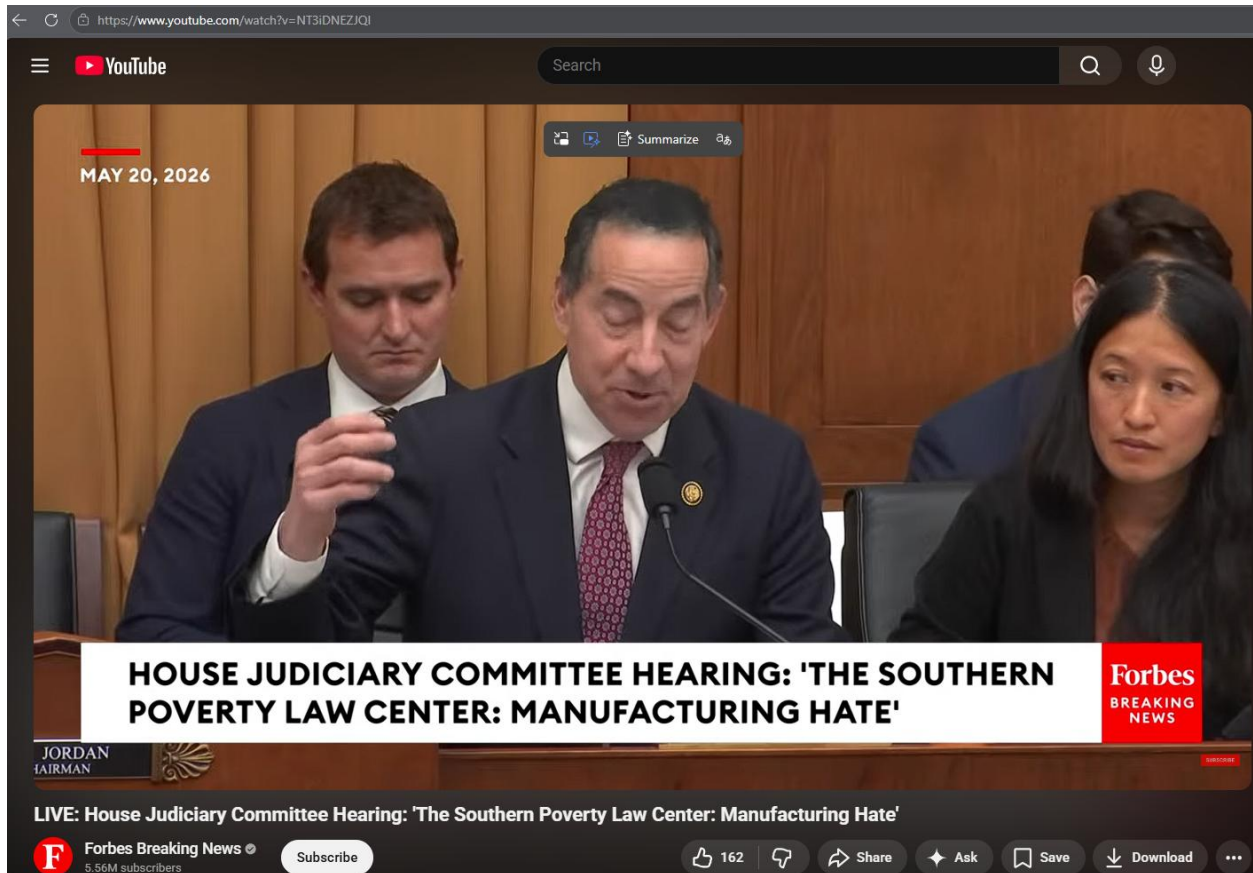 https://www.youtube.com/watch?v=NT3iDNEZJQI
YouTube
Search
Summarize
MAY 20, 2026
HOUSE JUDICIARY COMMITTEE HEARING: 'THE SOUTHERN
POVERTY LAW CENTER: MANUFACTURING HATE'
Forbes
BREAKING
NEWS
JORDAN
HAIRMAN
SUBSCRIBE
LIVE: House Judiciary Committee Hearing: 'The Southern Poverty Law Center: Manufacturing Hate'
F
Forbes Breaking News
5.56M subscribers
Subscribe
162
Share
Ask
Save
Download